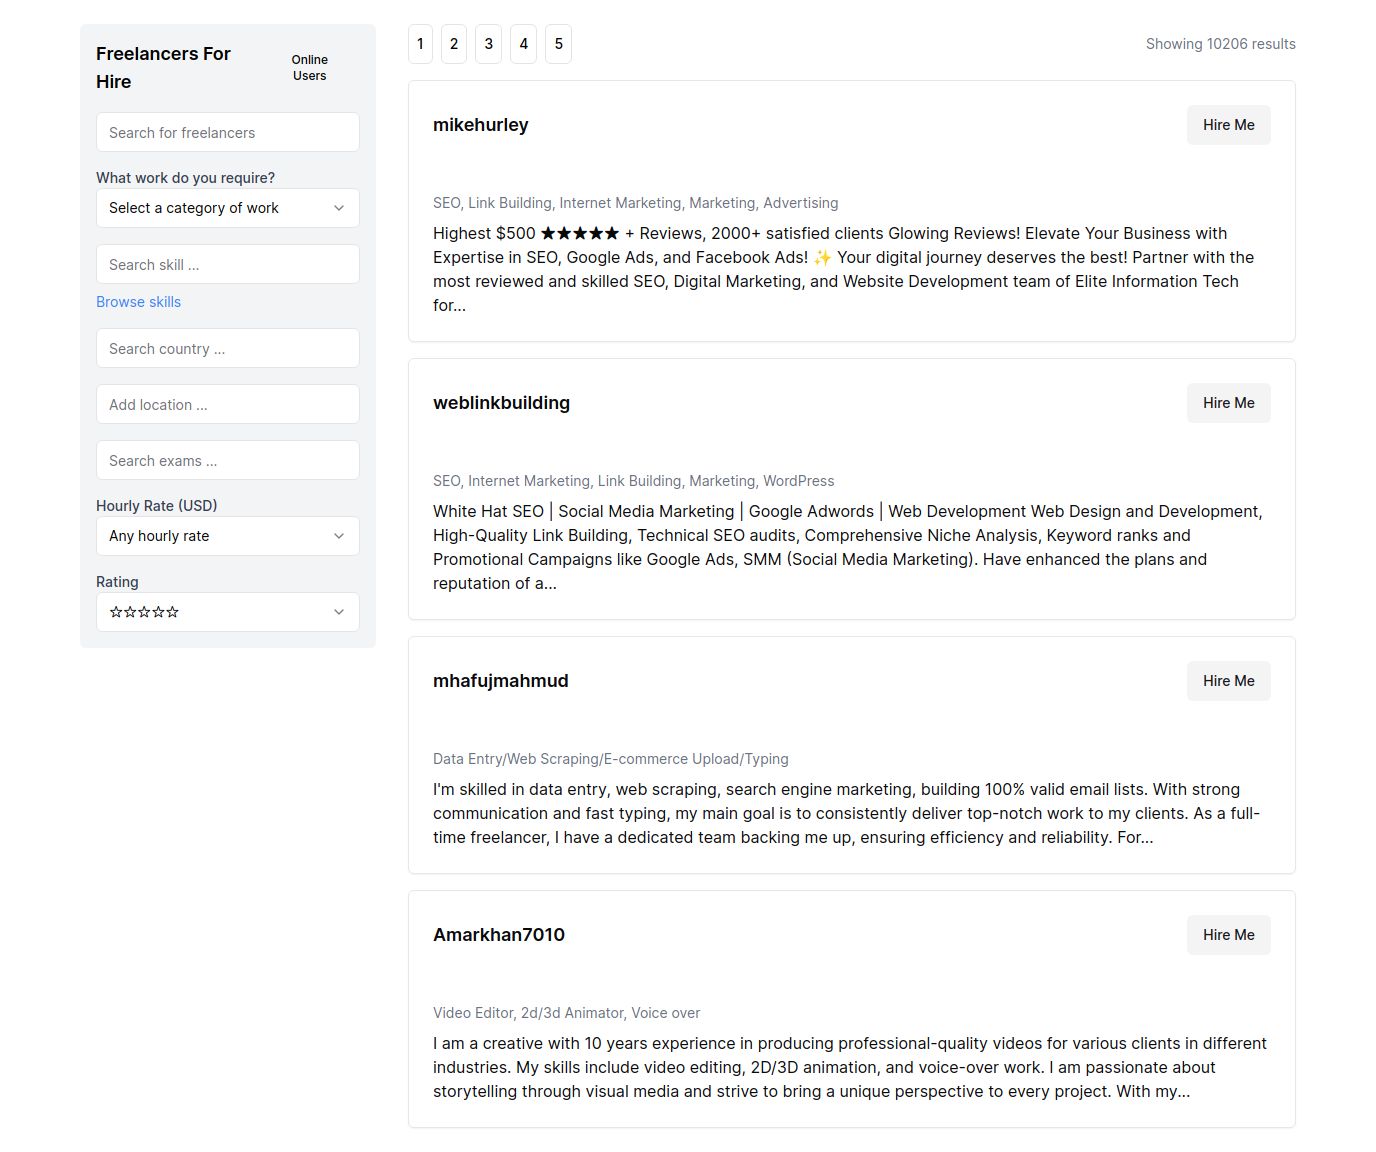 Freelancers For
Hire
Online
Users
Search for freelancers
What work do you require?
Select a category of work
Search skill ...
Browse skills
Search country ...
Add location ...
Search exams ...
Hourly Rate (USD)
Any hourly rate
Rating
☆☆☆☆☆
1 2 3 4 5
Showing 10206 results
mikehurley
Hire Me
SEO, Link Building, Internet Marketing, Marketing, Advertising
Highest $500 ★★★★★ + Reviews, 2000+ satisfied clients Glowing Reviews! Elevate Your Business with
Expertise in SEO, Google Ads, and Facebook Ads! ✨ Your digital journey deserves the best! Partner with the
most reviewed and skilled SEO, Digital Marketing, and Website Development team of Elite Information Tech
for...
weblinkbuilding
Hire Me
SEO, Internet Marketing, Link Building, Marketing, WordPress
White Hat SEO | Social Media Marketing | Google Adwords | Web Development Web Design and Development,
High-Quality Link Building, Technical SEO audits, Comprehensive Niche Analysis, Keyword ranks and
Promotional Campaigns like Google Ads, SMM (Social Media Marketing). Have enhanced the plans and
reputation of a...
mhafujmahmud
Hire Me
Data Entry/Web Scraping/E-commerce Upload/Typing
I'm skilled in data entry, web scraping, search engine marketing, building 100% valid email lists. With strong
communication and fast typing, my main goal is to consistently deliver top-notch work to my clients. As a full-
time freelancer, I have a dedicated team backing me up, ensuring efficiency and reliability. For...
Amarkhan7010
Hire Me
Video Editor, 2d/3d Animator, Voice over
I am a creative with 10 years experience in producing professional-quality videos for various clients in different
industries. My skills include video editing, 2D/3D animation, and voice-over work. I am passionate about
storytelling through visual media and strive to bring a unique perspective to every project. With my...